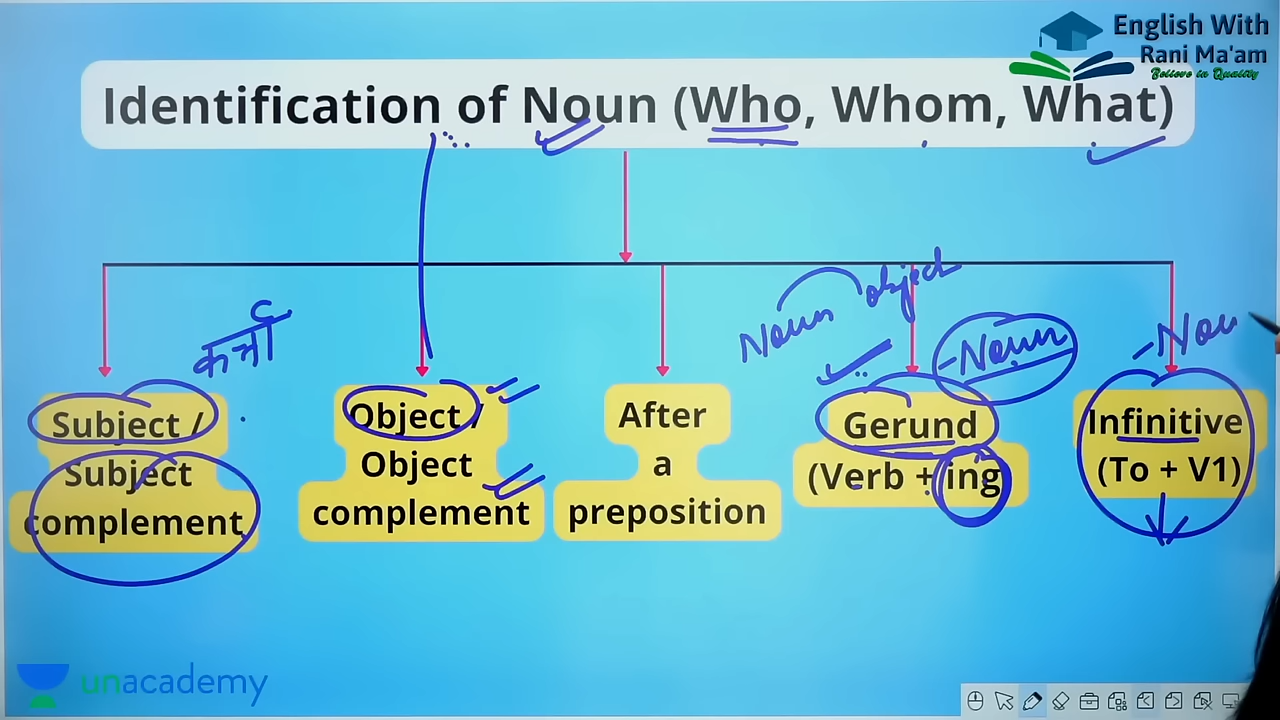 English With
Rani Ma'am
Believe in Quality
Identification of Noun (Who, Whom, What)
Noun object
-Noun
-Nou
कर्ता
Subject /
Subject
complement
Object /
Object
complement
After
a
preposition
Gerund
(Verb + ing)
Infinitive
(To + V1)
unacademy